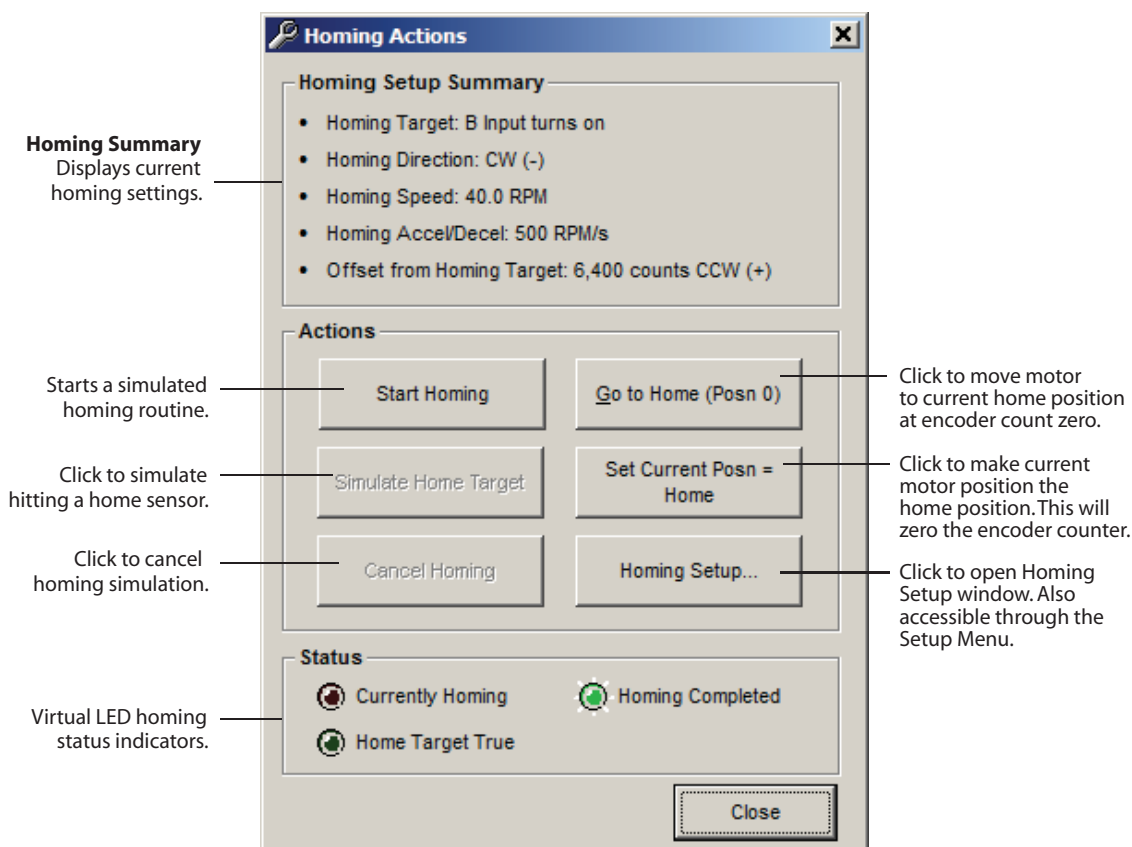 Homing Actions
Homing Setup Summary
• Homing Target: B Input turns on
• Homing Direction: CW (-)
• Homing Speed: 40.0 RPM
• Homing Accel/Decel: 500 RPM/s
• Offset from Homing Target: 6,400 counts CCW (+)
Homing Summary
Displays current
homing settings.
Actions
Starts a simulated
homing routine.
Start Homing
Go to Home (Posn 0)
Click to move motor
to current home position
at encoder count zero.
Click to simulate
hitting a home sensor.
Simulate Home Target
Set Current Posn =
Home
Click to make current
motor position the
home position. This will
zero the encoder counter.
Click to cancel
homing simulation.
Cancel Homing
Homing Setup...
Click to open Homing
Setup window. Also
accessible through the
Setup Menu.
Status
Currently Homing
Homing Completed
Home Target True
Virtual LED homing
status indicators.
Close